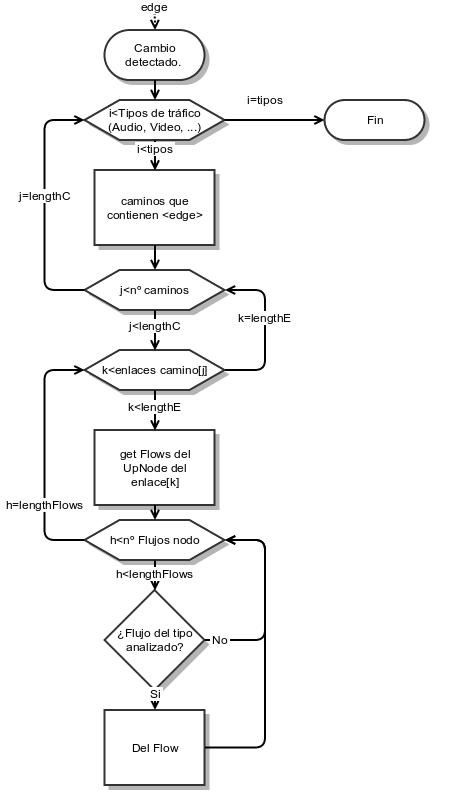 edge
Cambio
detectado.
i<Tipos de tráfico
(Audio, Video, ...)
i=tipos
Fin
i<tipos
caminos que
contienen <edge>
j=lengthC
j<nº caminos
j<lengthC
k=lengthE
k<enlaces camino[j]
k<lengthE
get Flows del
UpNode del
enlace[k]
h=lengthFlows
h<nº Flujos nodo
h<lengthFlows
¿Flujo del tipo
analizado?
No
Si
Del Flow